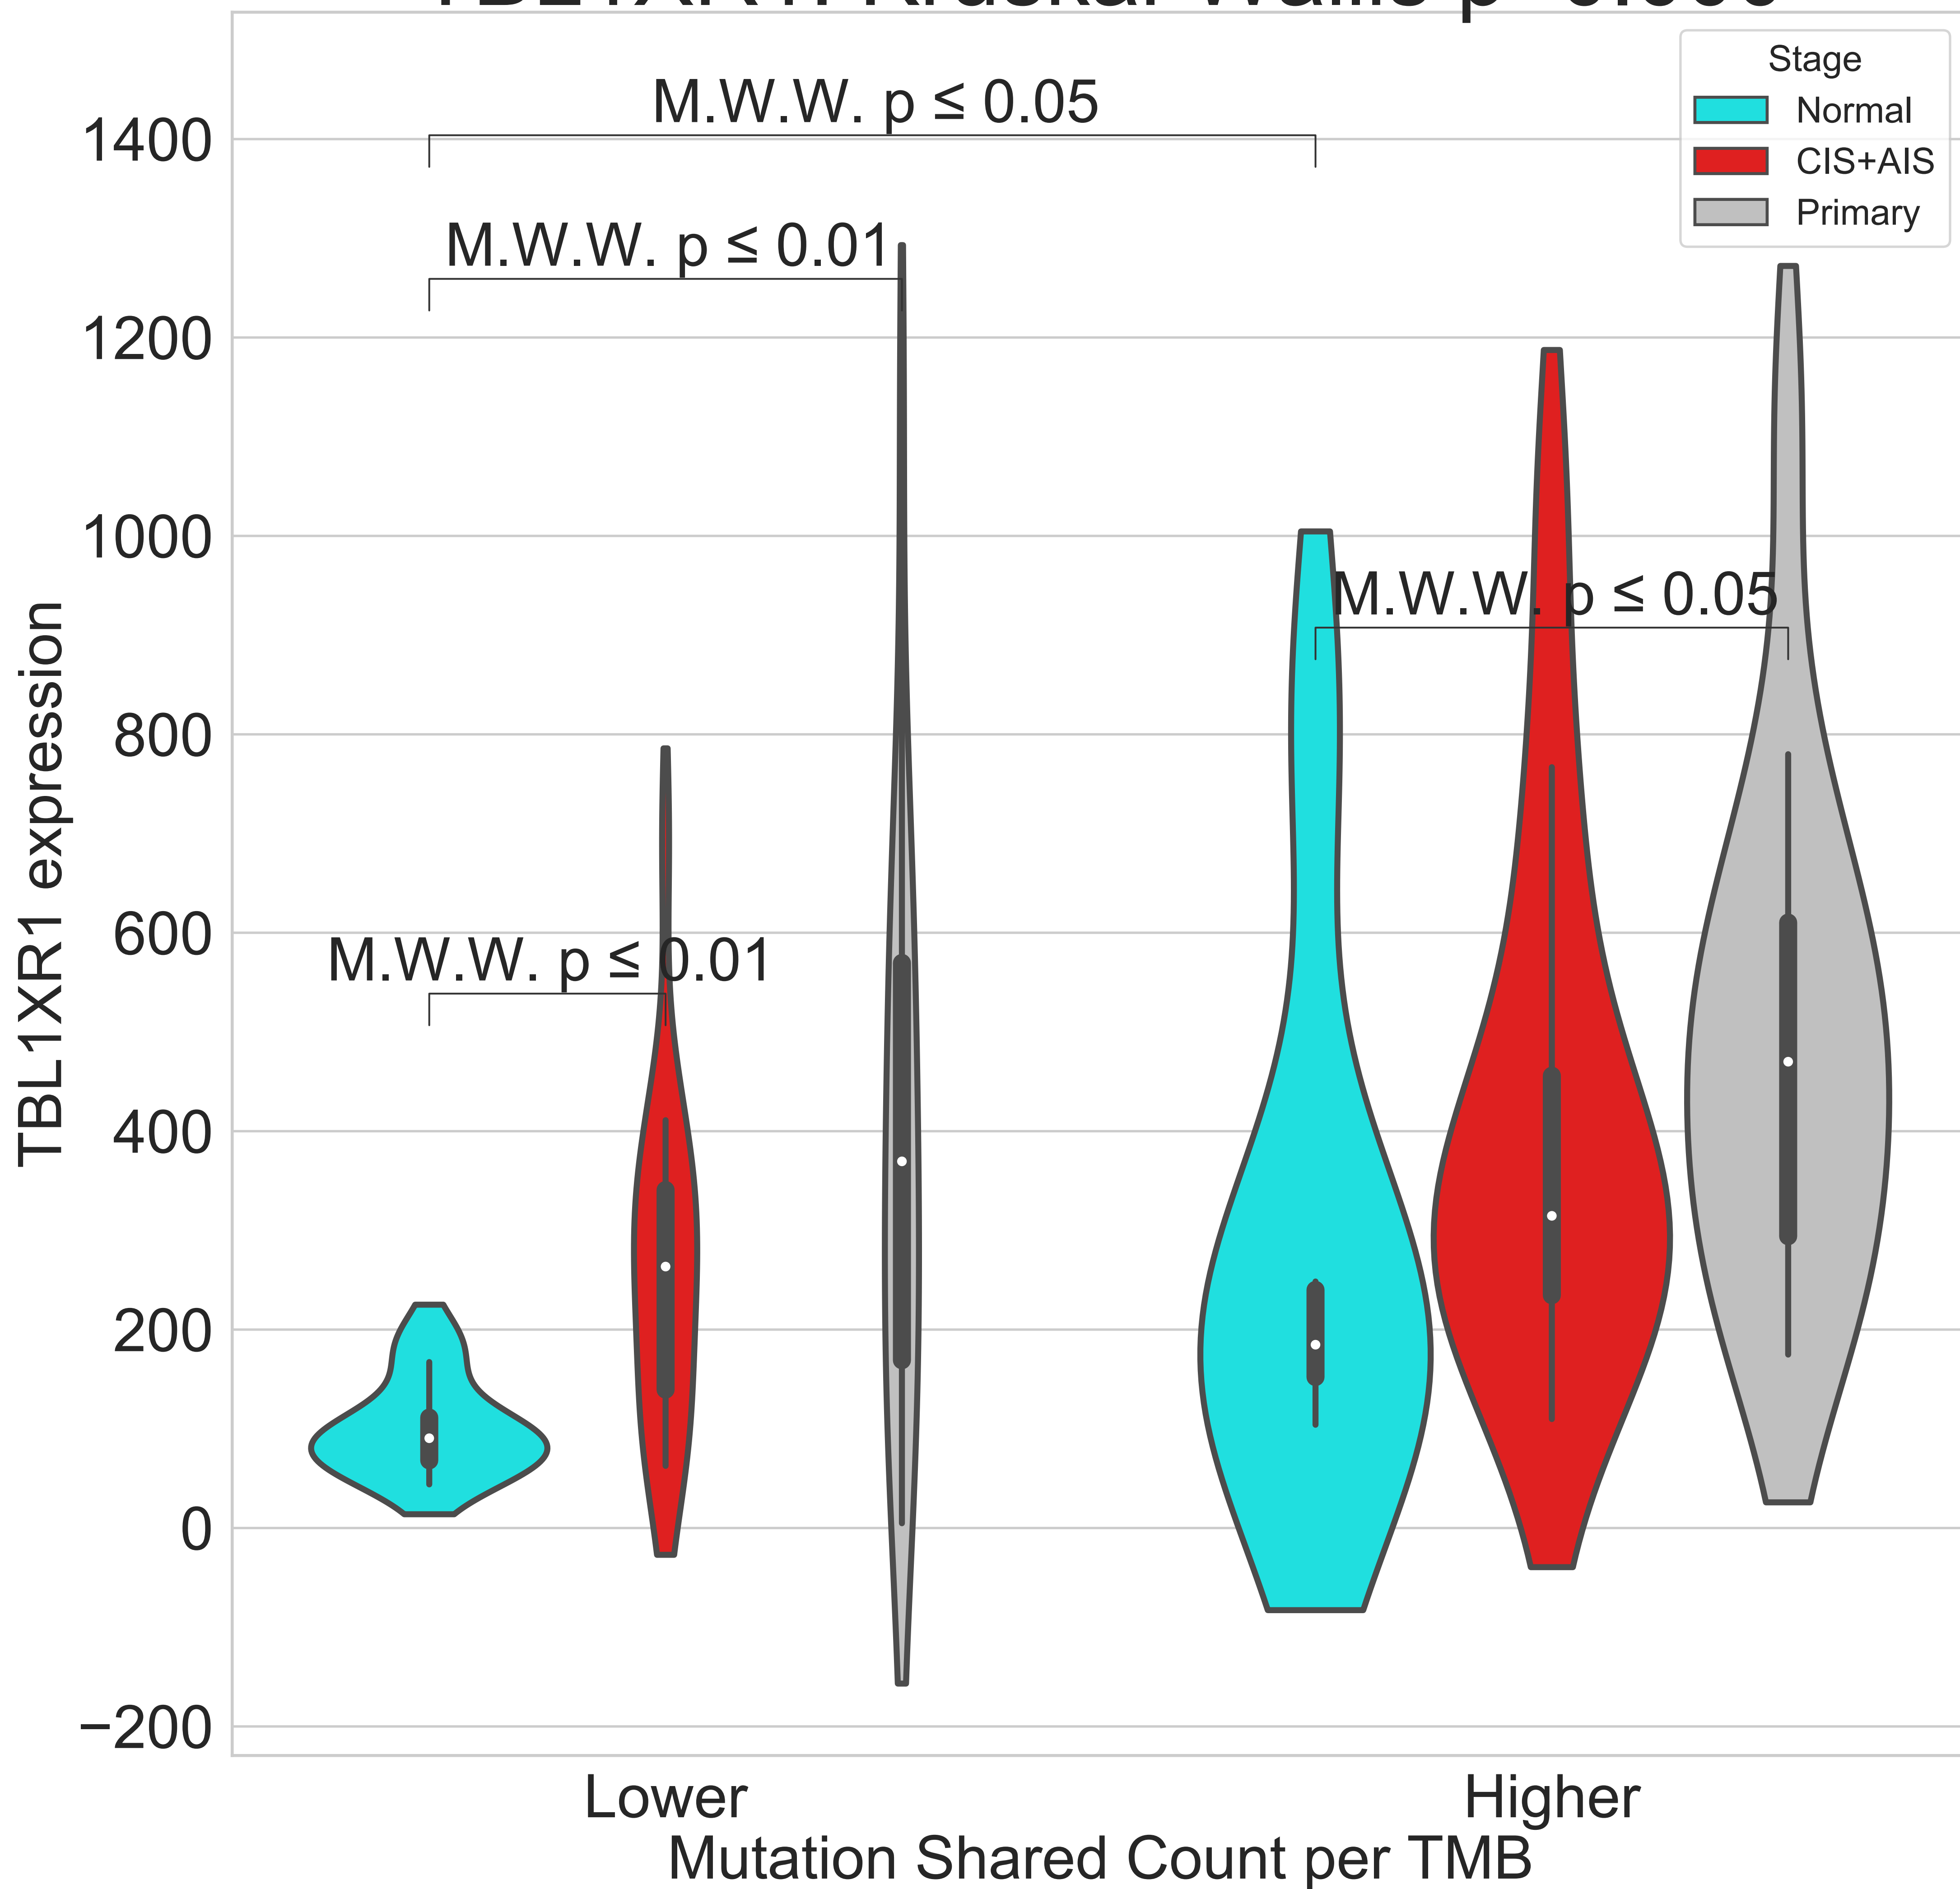 Stage
Normal
CIS+AIS
Primary
M.W.W. p ≤ 0.05
M.W.W. p ≤ 0.01
M.W.W. p ≤ 0.05
M.W.W. p ≤ 0.01
1400
1200
1000
800
600
400
200
0
−200
TBL1XR1 expression
Lower
Higher
Mutation Shared Count per TMB